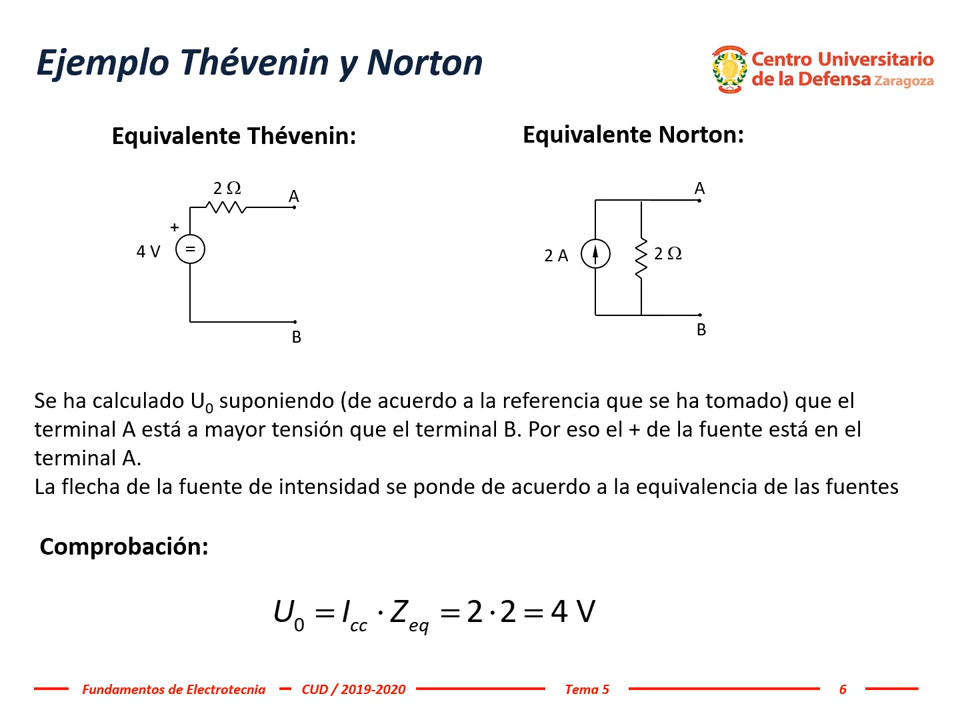 Ejemplo Thévenin y Norton
Centro Universitario
de la Defensa Zaragoza
Equivalente Thévenin:
Equivalente Norton:
2 Ω
A
+
4 V
=
B
A
2 A
2 Ω
B
Se ha calculado U0 suponiendo (de acuerdo a la referencia que se ha tomado) que el
terminal A está a mayor tensión que el terminal B. Por eso el + de la fuente está en el
terminal A.
La flecha de la fuente de intensidad se ponde de acuerdo a la equivalencia de las fuentes
Comprobación:
U0 = Icc · Zeq = 2 · 2 = 4 V
Fundamentos de Electrotecnia
CUD / 2019-2020
Tema 5
6